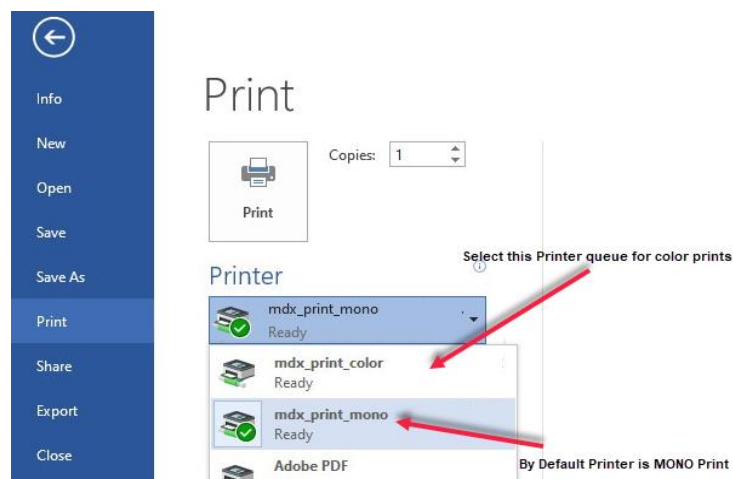 Info
New
Open
Save
Save As
Print
Share
Export
Close
Print
Copies: 1
Print
Select this Printer queue for color prints
Printer
mdx_print_mono
Ready
mdx_print_color
Ready
mdx_print_mono
Ready
Adobe PDF
By Default Printer is MONO Print